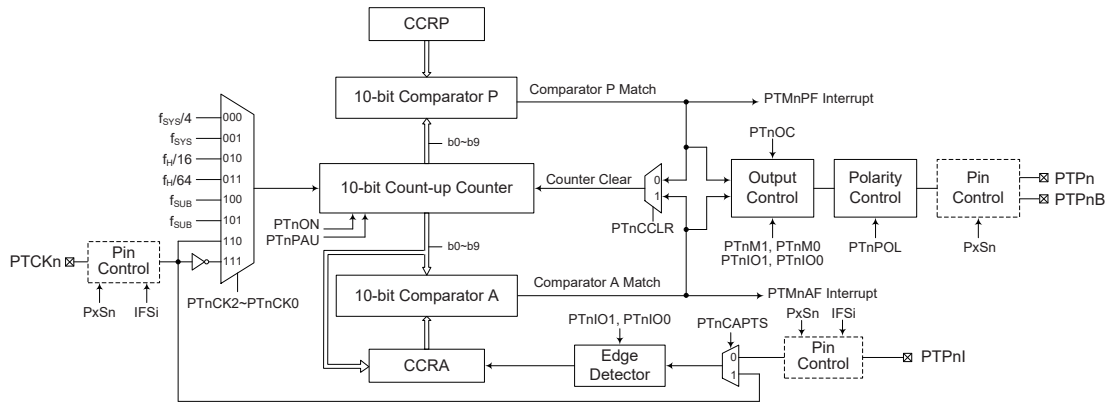 CCRP
10-bit Comparator P
Comparator P Match
PTMnPF Interrupt
b0~b9
fSYS/4
000
fSYS
001
fH/16
010
fH/64
011
fSUB
100
fSUB
101
110
111
10-bit Count-up Counter
Counter Clear
0
1
PTnCCLR
PTnOC
Output
Control
Polarity
Control
Pin
Control
PTPn
PTPnB
PTnON
PTnPAU
PTnM1, PTnM0
PTnIO1, PTnIO0
PTnPOL
PxSn
b0~b9
PTCKn
Pin
Control
PxSn
IFSi
PTnCK2~PTnCK0
10-bit Comparator A
Comparator A Match
PTMnAF Interrupt
PTnIO1, PTnIO0
PTnCAPTS
PxSn
IFSi
CCRA
Edge
Detector
0
1
Pin
Control
PTPnI